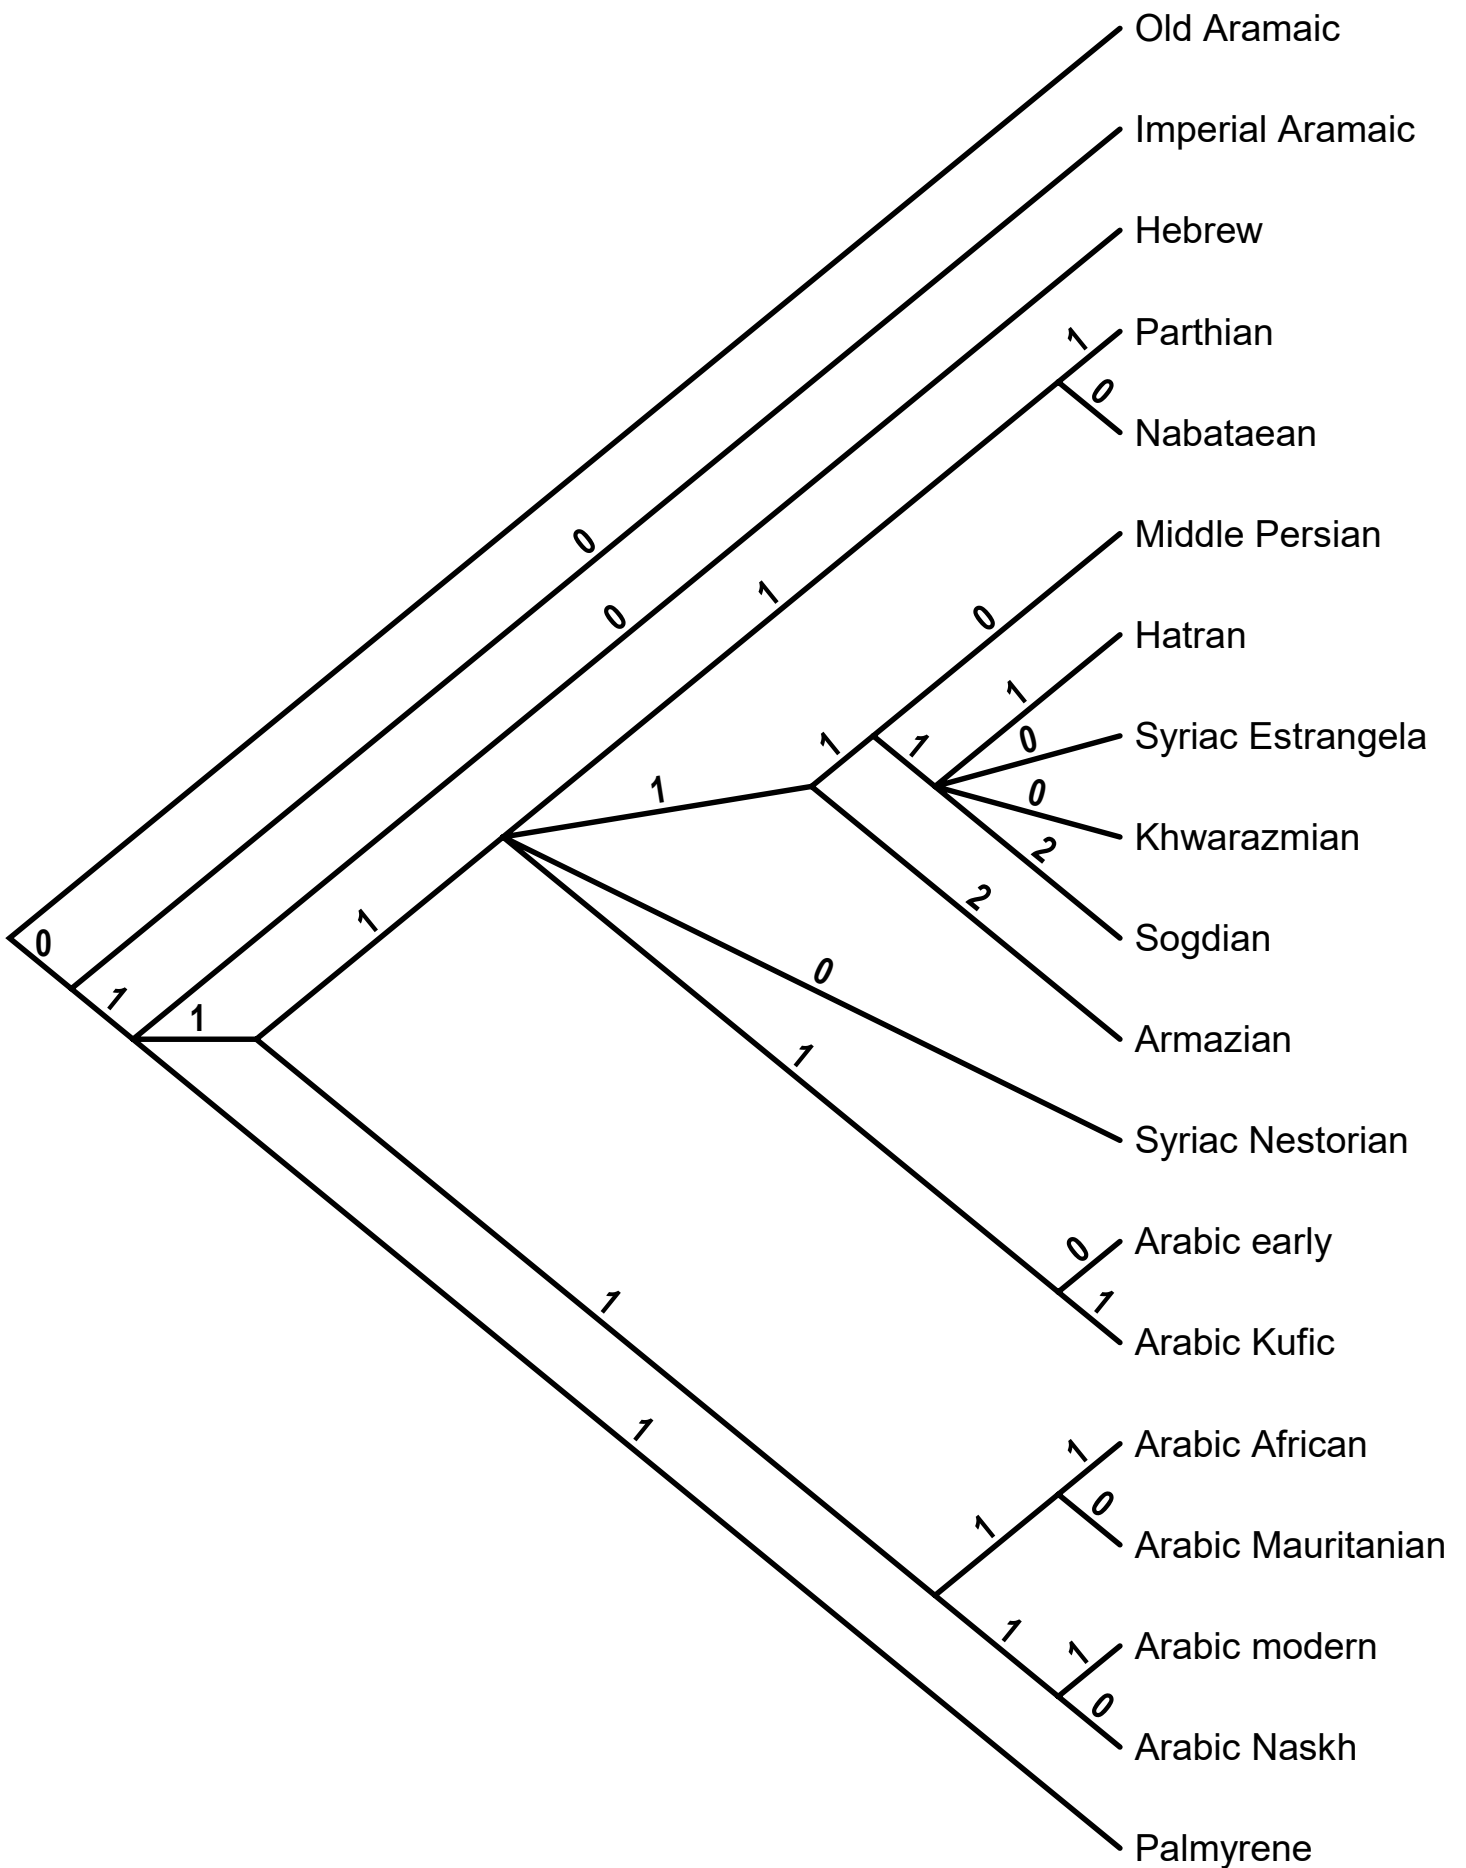 Old Aramaic
Imperial Aramaic
Hebrew
1 Parthian
0
Nabataean
0
Middle Persian
0
1
0
Hatran
1
1
1
0
Syriac Estrangela
1
0
Khwarazmian
2
2
1
0
Sogdian
0
1
1
Armazian
1
Syriac Nestorian
0
Arabic early
1
1
Arabic Kufic
1
1
Arabic African
0
1
Arabic Mauritanian
1
1
Arabic modern
0
Arabic Naskh
Palmyrene